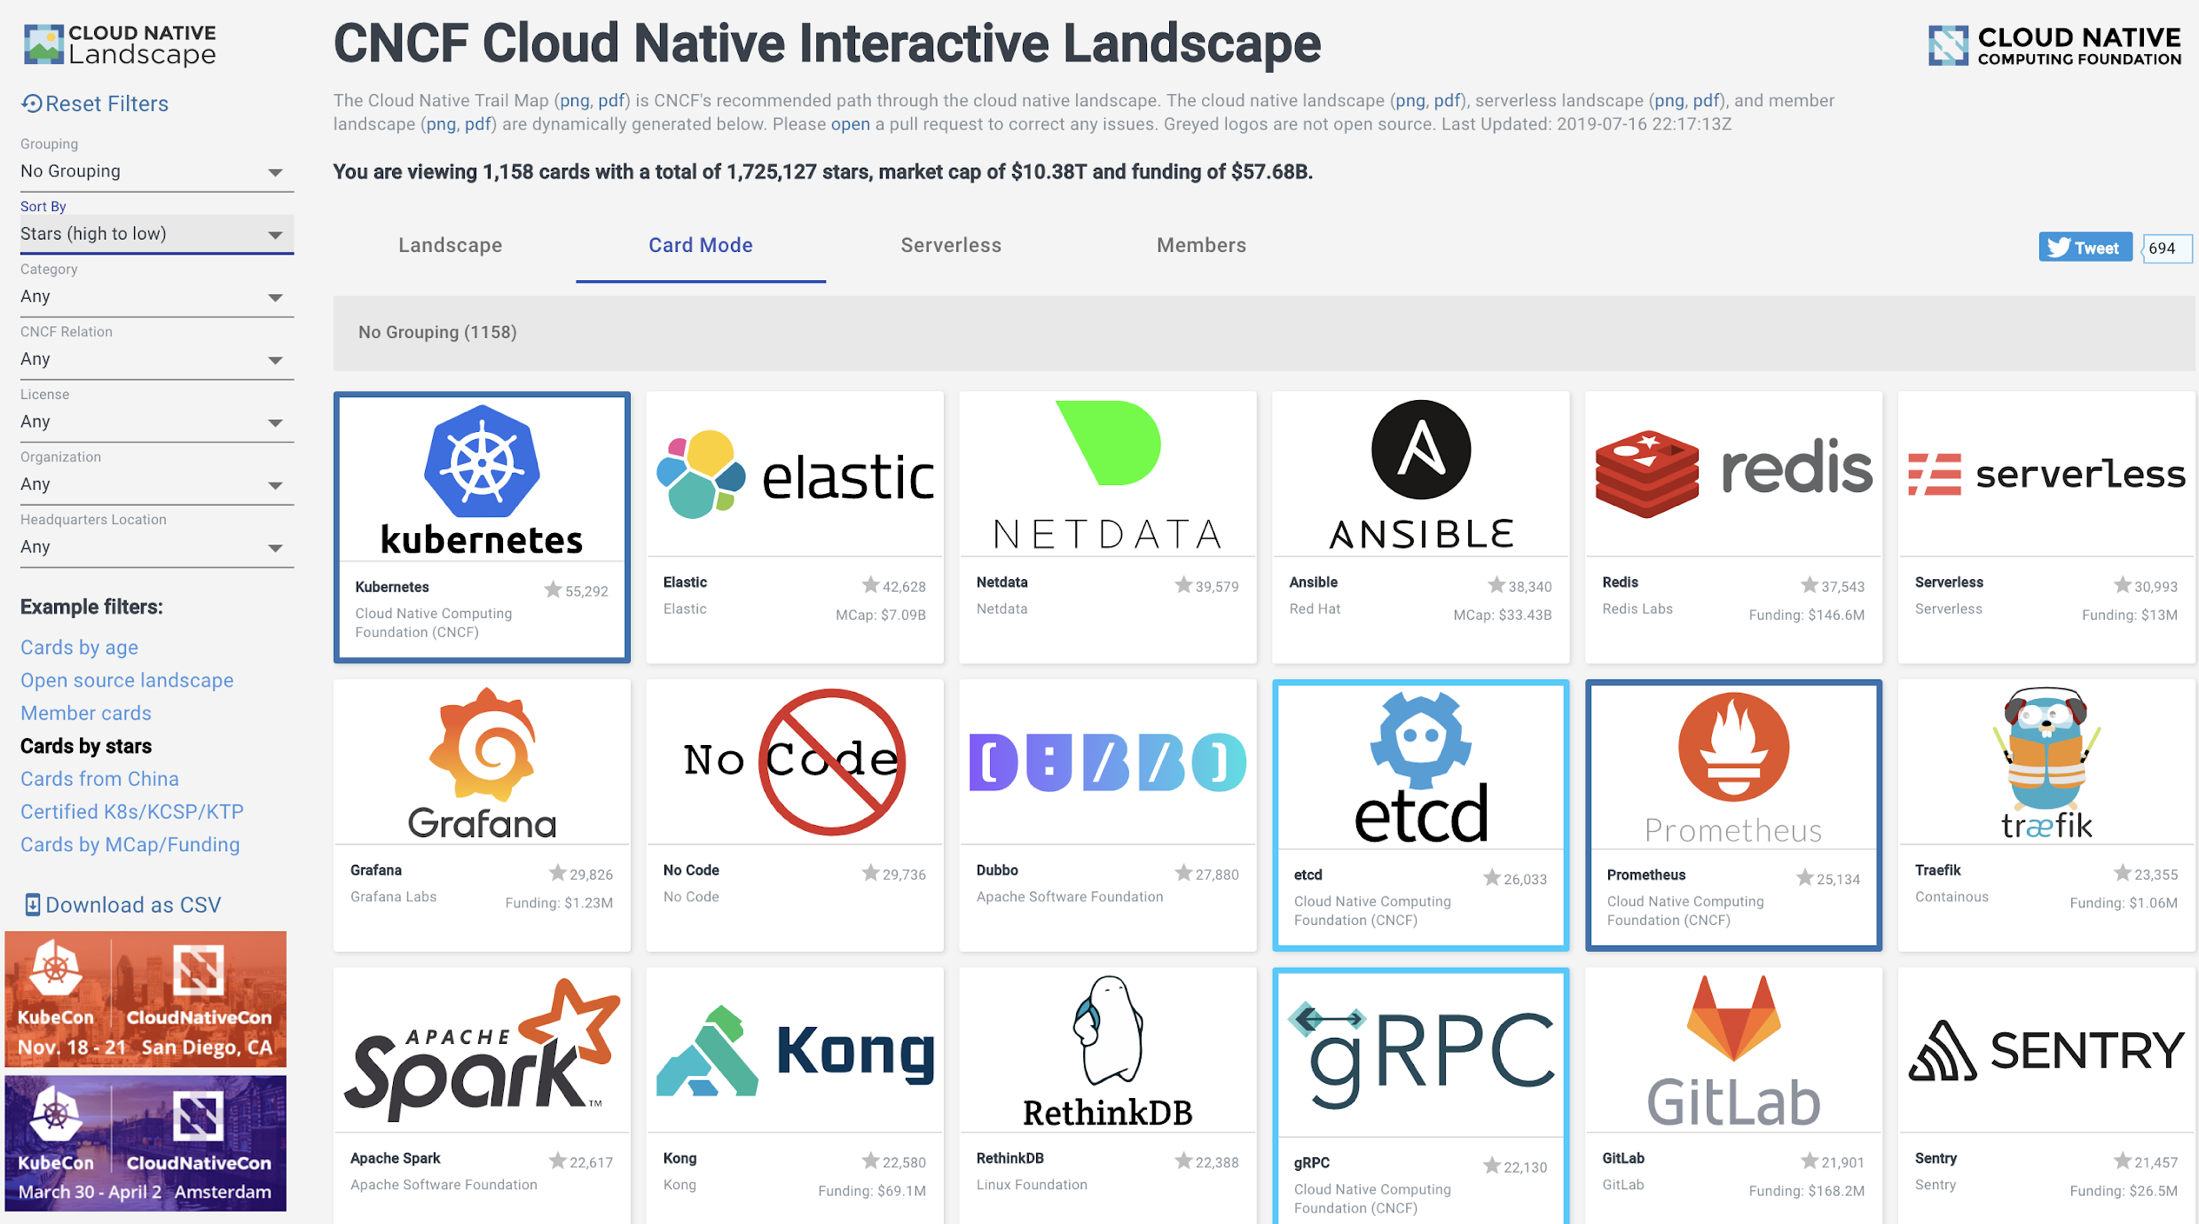 CLOUD NATIVE
Landscape
Reset Filters
Grouping
No Grouping
Sort By
Stars (high to low)
Category
Any
CNCF Relation
Any
License
Any
Organization
Any
Headquarters Location
Any
Example filters:
Cards by age
Open source landscape
Member cards
Cards by stars
Cards from China
Certified K8s/KCSP/KTP
Cards by MCap/Funding
Download as CSV
KubeCon CloudNativeCon
Nov. 18 - 21 San Diego, CA
KubeCon CloudNativeCon
March 30 - April 2 Amsterdam
CNCF Cloud Native Interactive Landscape
CLOUD NATIVE
COMPUTING FOUNDATION
The Cloud Native Trail Map (png, pdf) is CNCF's recommended path through the cloud native landscape. The cloud native landscape (png, pdf), serverless landscape (png, pdf), and member
landscape (png, pdf) are dynamically generated below. Please open a pull request to correct any issues. Greyed logos are not open source. Last Updated: 2019-07-16 22:17:13Z
You are viewing 1,158 cards with a total of 1,725,127 stars, market cap of $10.38T and funding of $57.68B.
Landscape Card Mode Serverless Members
Tweet 694
No Grouping (1158)
kubernetes
Kubernetes 55,292
Cloud Native Computing
Foundation (CNCF)
elastic
Elastic 42,628
Elastic MCap: $7.09B
NETDATA
Netdata 39,579
Netdata
ANSIBLE
Ansible 38,340
Red Hat MCap: $33.43B
redis
Redis 37,543
Redis Labs Funding: $146.6M
serverless
Serverless 30,993
Serverless Funding: $13M
Grafana
Grafana 29,826
Grafana Labs Funding: $1.23M
No Code
No Code 29,736
No Code
[D:BB/O]
Dubbo 27,880
Apache Software Foundation
etcd
etcd 26,033
Cloud Native Computing
Foundation (CNCF)
Prometheus
Prometheus 25,134
Cloud Native Computing
Foundation (CNCF)
træfik
Traefik 23,355
Containous Funding: $1.06M
APACHE
Spark™
Apache Spark 22,617
Apache Software Foundation
Kong
Kong 22,580
Kong Funding: $69.1M
RethinkDB
RethinkDB 22,388
Linux Foundation
gRPC
gRPC 22,130
Cloud Native Computing
Foundation (CNCF)
GitLab
GitLab 21,901
GitLab Funding: $168.2M
SENTRY
Sentry 21,457
Sentry Funding: $26.5M